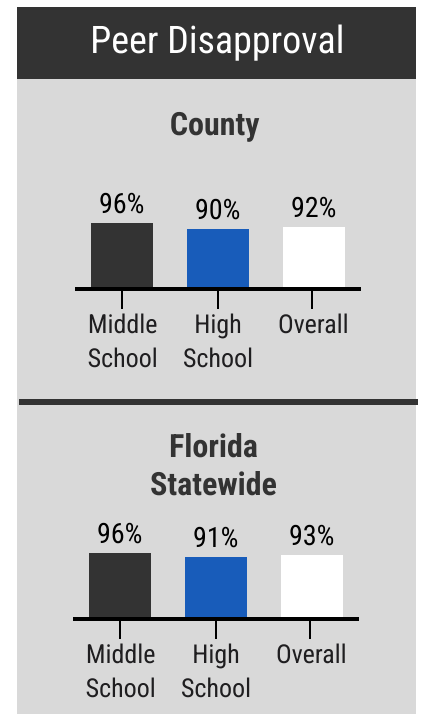 Peer Disapproval
County
96%
90%
92%
Middle School
High School
Overall
Florida
Statewide
96%
91%
93%
Middle School
High School
Overall